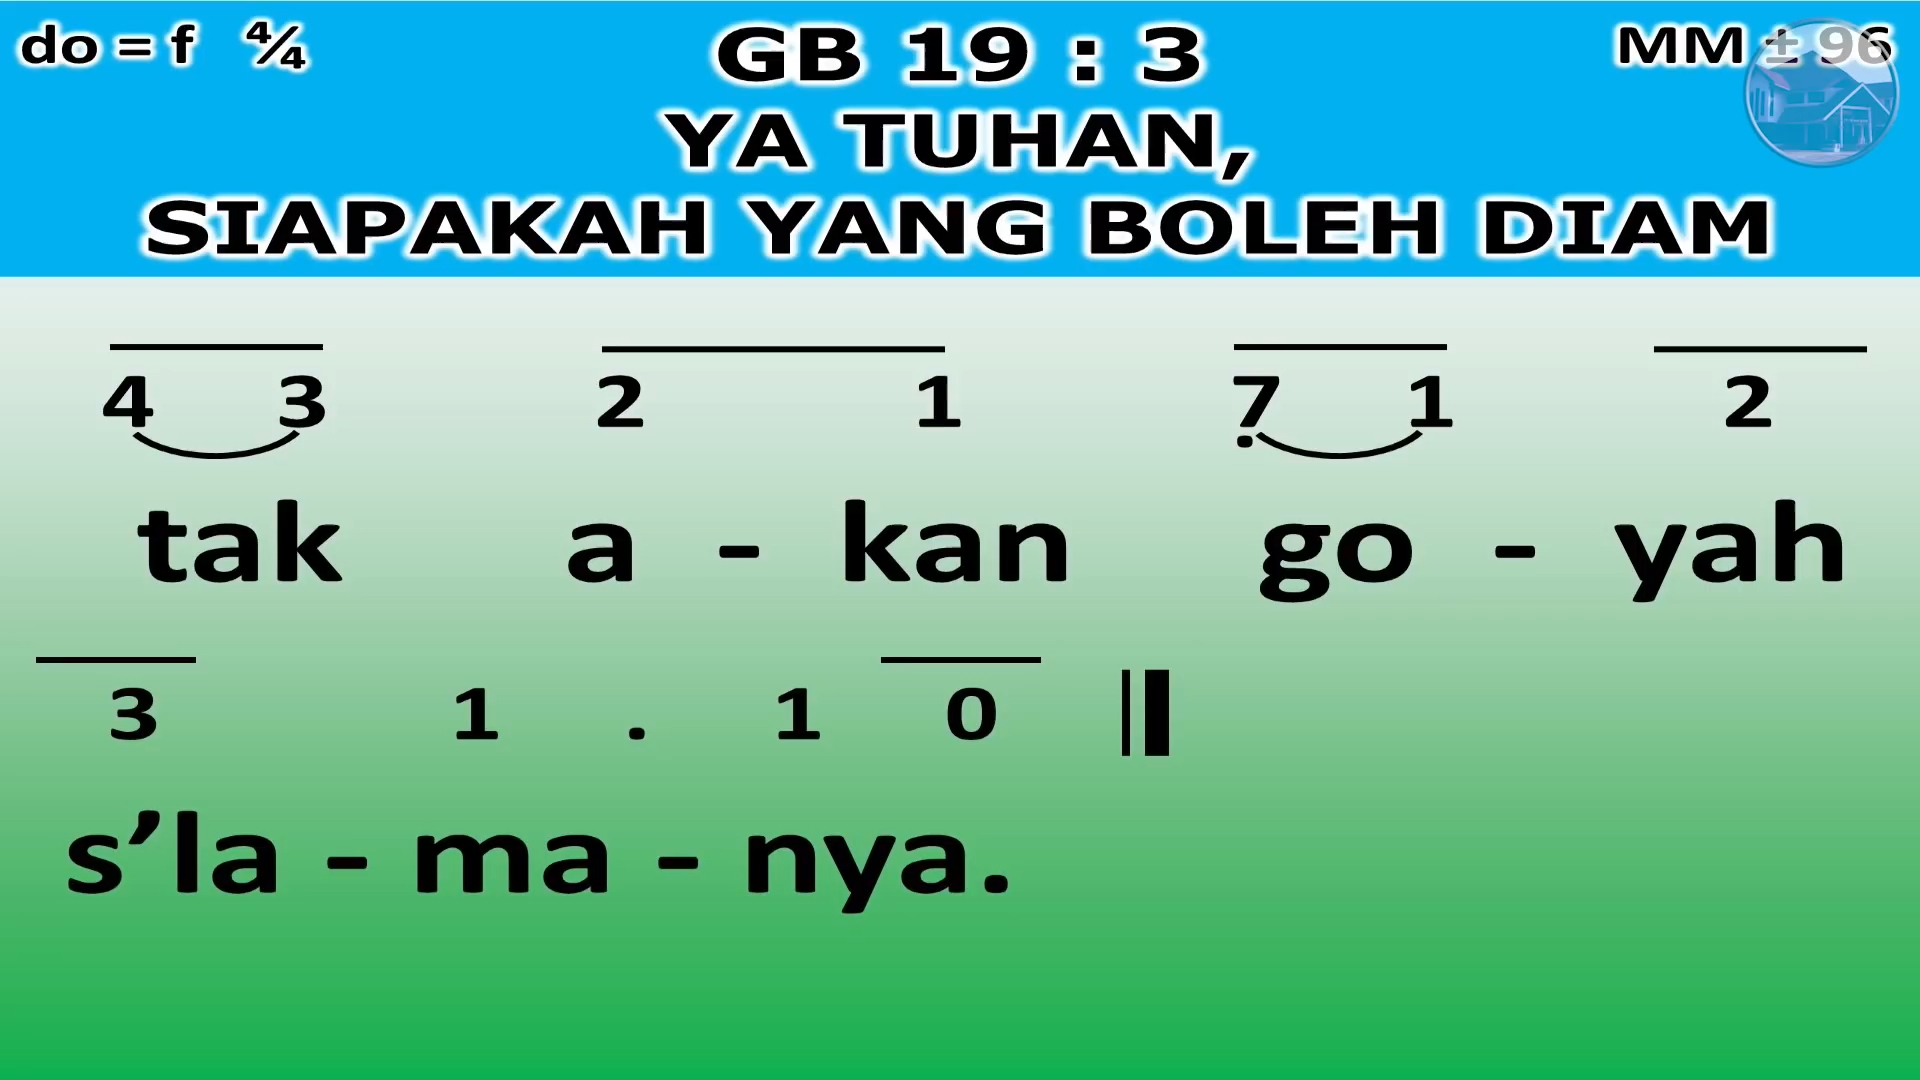 do = f 4/4 GB 19 : 3 MM ± 96
YA TUHAN,
SIAPAKAH YANG BOLEH DIAM
4 3 2 1 7 1 2
tak a - kan go - yah
3 1 . 1 0
s’la - ma - nya.